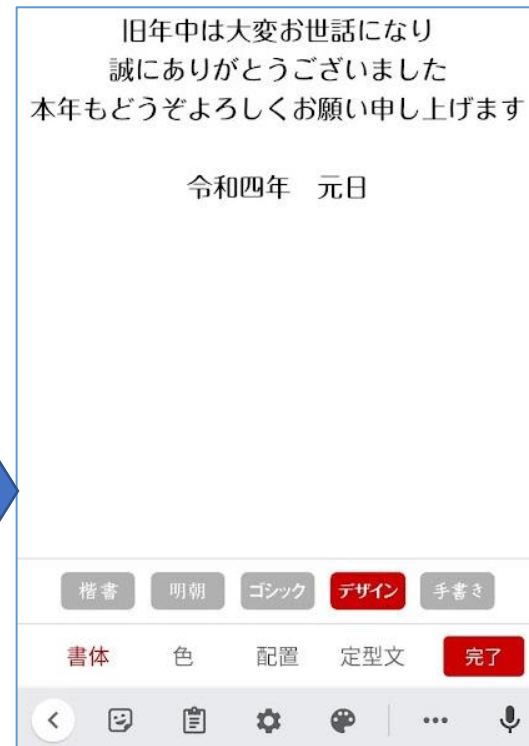 旧年中は大変お世話になり
誠にありがとうございました
本年もどうぞよろしくお願い申し上げます
令和四年　元日
楷書　明朝　ゴシック　デザイン　手書き
書体　色　配置　定型文　完了